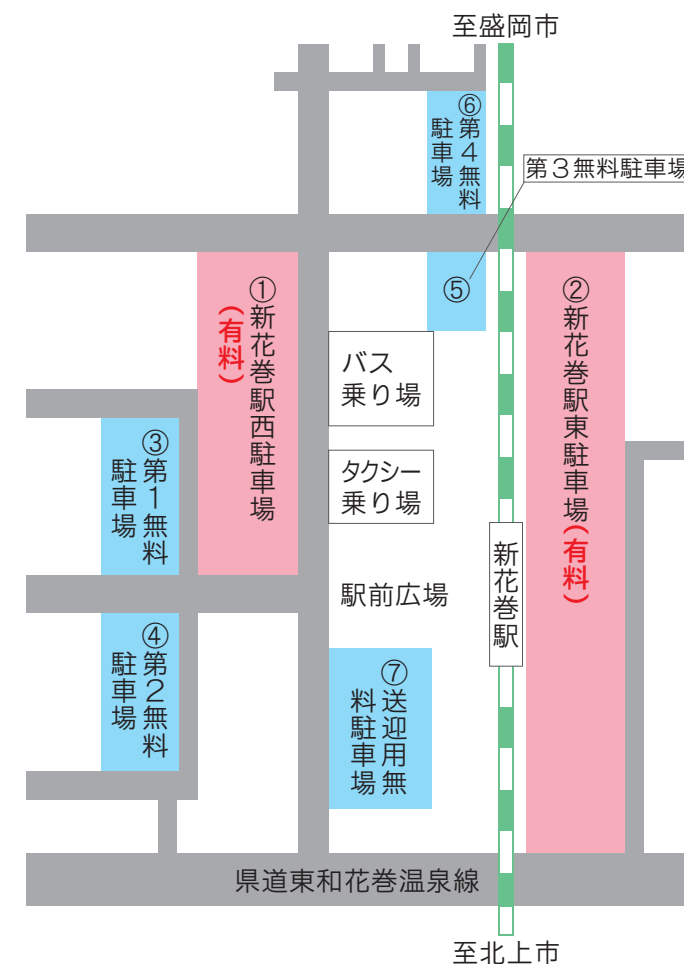 至盛岡市
⑥第4無料
駐車場
第3無料駐車場
⑤
①新花巻駅西駐車場
(有料)
②新花巻駅東駐車場(有料)
バス
乗り場
③第1無料
駐車場
タクシー
乗り場
新花巻駅
駅前広場
④第2無料
駐車場
⑦送迎用無
料駐車場
県道東和花巻温泉線
至北上市